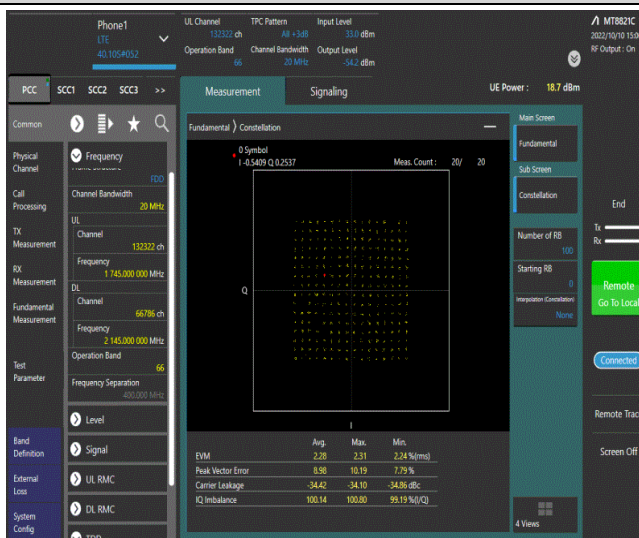 Phone1
LTE
40.10S#052
UL Channel
132322 ch
TPC Pattern
All +3dB
Input Level
33.0 dBm
Operation Band
66
Channel Bandwidth
20 MHz
Output Level
-54.2 dBm
MT8821C
2022/10/10 15:0
RF Output : On
PCC
SCC1
SCC2
SCC3
>>
Measurement
Signaling
UE Power : 18.7 dBm
Common
Physical
Channel
Call
Processing
TX
Measurement
RX
Measurement
Fundamental
Measurement
Test
Parameter
Band
Definition
External
Loss
System
Config
Frequency
FDD
Channel Bandwidth
20 MHz
UL
Channel
132322 ch
Frequency
1 745.000 000 MHz
DL
Channel
66786 ch
Frequency
2 145.000 000 MHz
Operation Band
66
Frequency Separation
400.000 MHz
Level
Signal
UL RMC
DL RMC
Fundamental
Constellation
0 Symbol
I -0.5409 Q 0.2537
Meas. Count : 20/ 20
Q
I
Avg. Max. Min.
EVM 2.28 2.31 2.24 %(rms)
Peak Vector Error 8.98 10.19 7.79 %
Carrier Leakage -34.42 -34.10 -34.86 dBc
IQ Imbalance 100.14 100.80 99.19 %(I/Q)
Main Screen
Fundamental
Sub Screen
Constellation
Number of RB
100
Starting RB
0
Interpolation (Constellation)
None
4 Views
End
Tx
Rx
Remote
Go To Local
Connected
Remote Trac
Screen Off